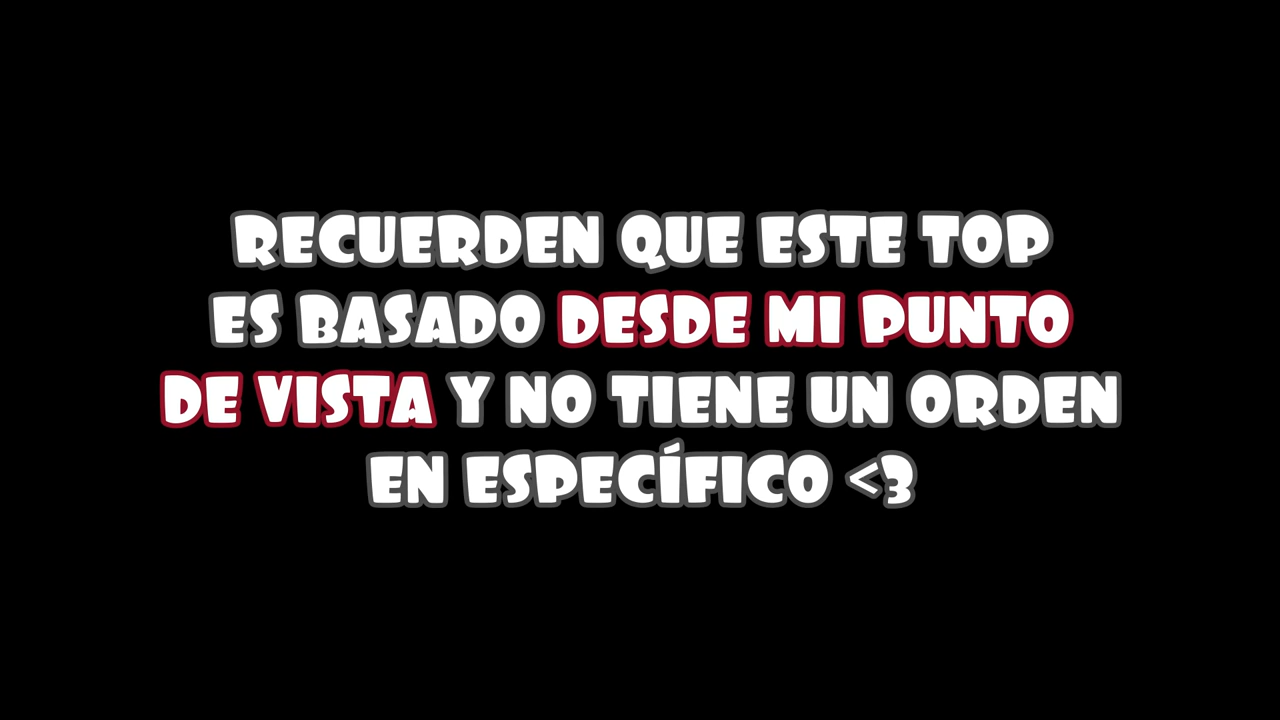 RECUERDEN QUE ESTE TOP
ES BASADO DESDE MI PUNTO
DE VISTA Y NO TIENE UN ORDEN
EN ESPECÍFICO <3